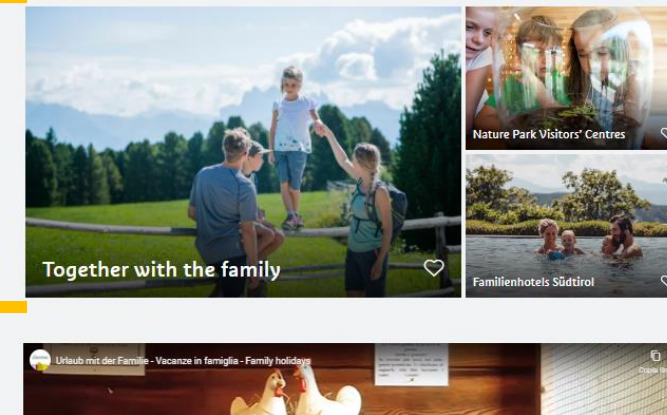 Together with the family
Nature Park Visitors' Centres
Familienhotels Südtirol
Urlaub mit der Familie - Vacanze in famiglia - Family holidays